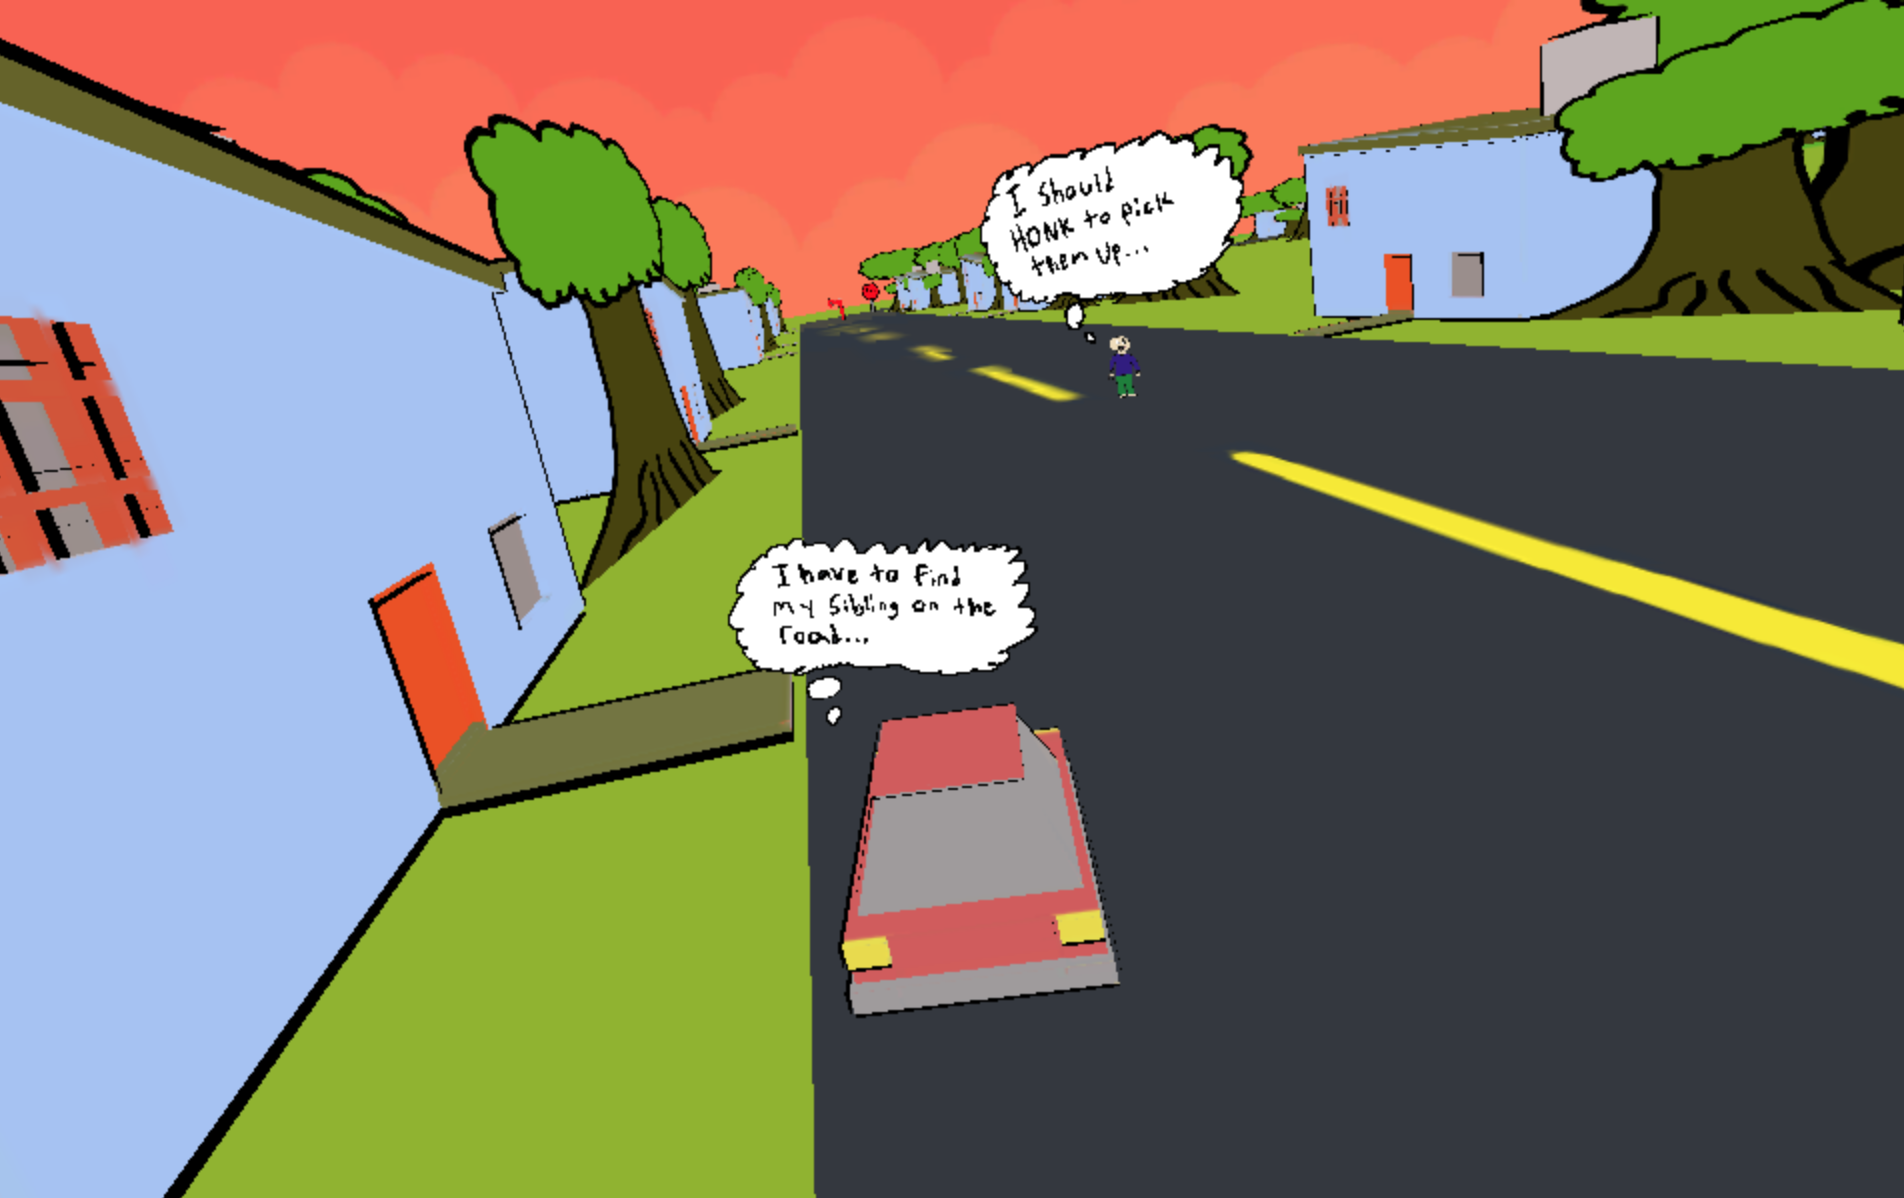 I Should
HONK to pick
them up...
I have to find
my Sibling on the
road...